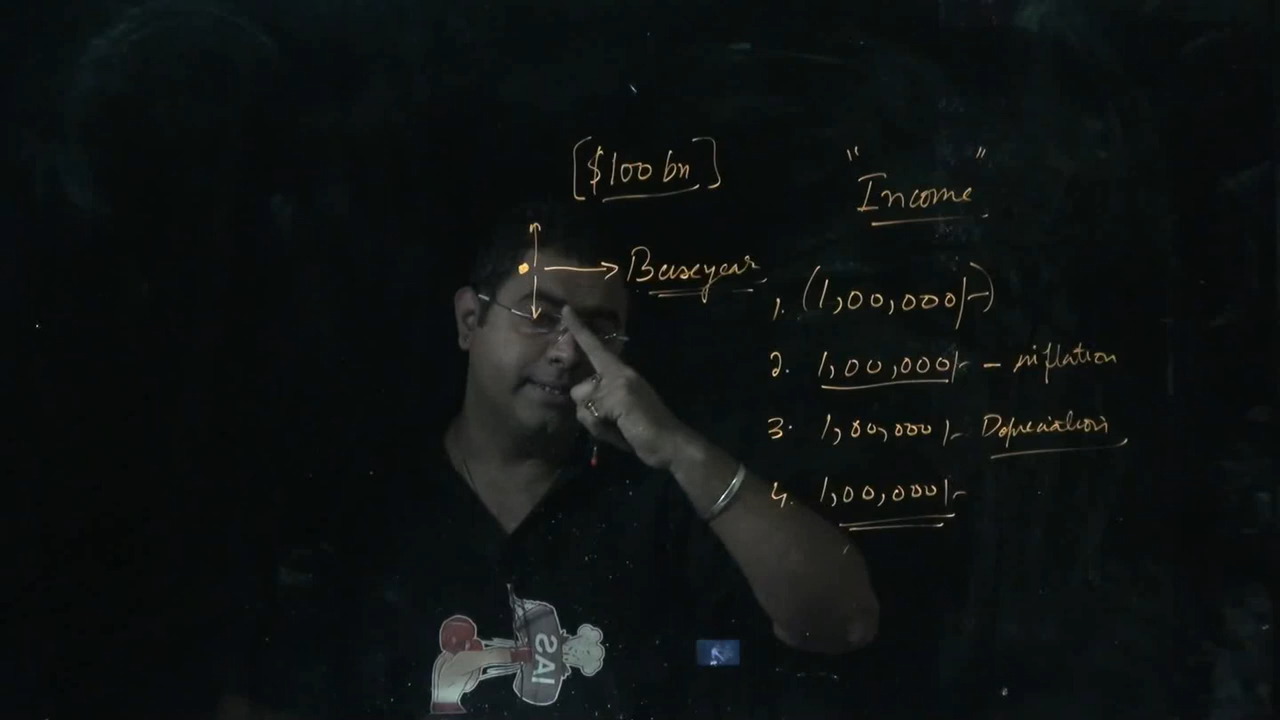 [$100 bn]
"Income"
Baseyear
1. (1,00,000/-)
2. 1,00,000/- - inflation
3. 1,00,000/- Depreciation
4. 1,00,000/-
IAS